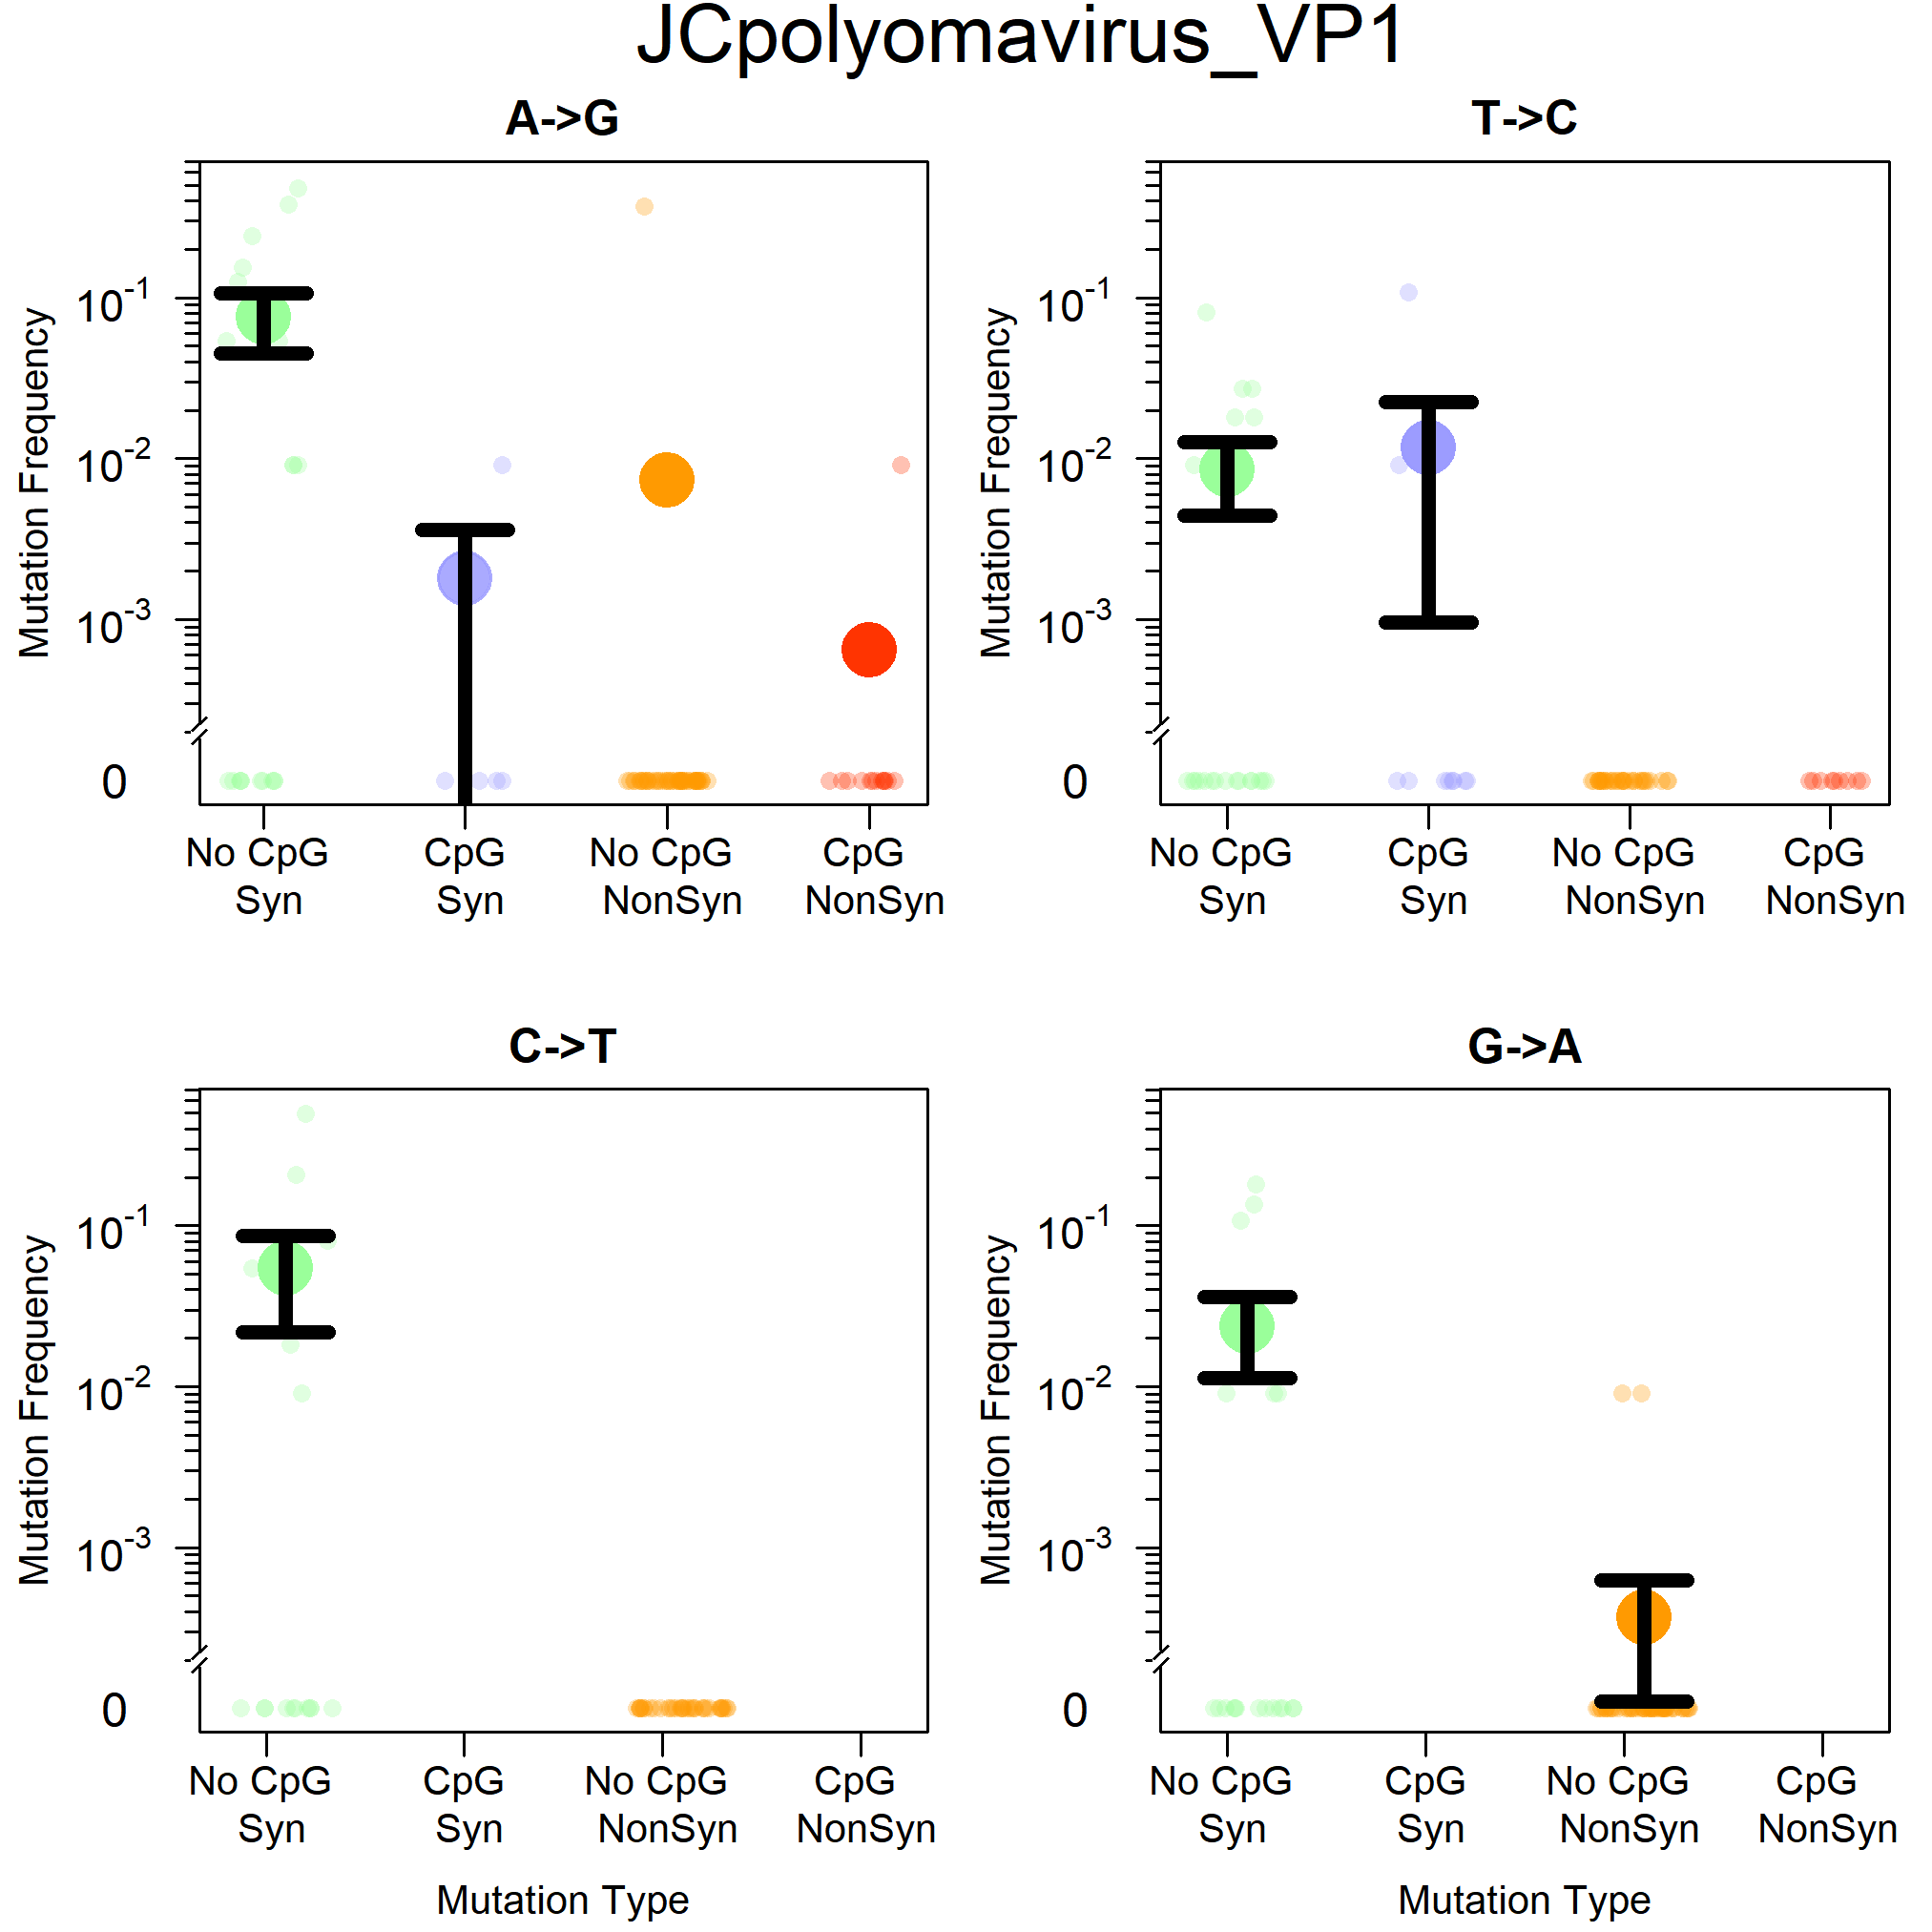 JCpolyomavirus_VP1
A->G
Mutation Frequency
10-1
10-2
10-3
0
No CpG Syn
CpG Syn
No CpG NonSyn
CpG NonSyn
T->C
Mutation Frequency
10-1
10-2
10-3
0
No CpG Syn
CpG Syn
No CpG NonSyn
CpG NonSyn
C->T
Mutation Frequency
10-1
10-2
10-3
0
No CpG Syn
CpG Syn
No CpG NonSyn
CpG NonSyn
Mutation Type
G->A
Mutation Frequency
10-1
10-2
10-3
0
No CpG Syn
CpG Syn
No CpG NonSyn
CpG NonSyn
Mutation Type